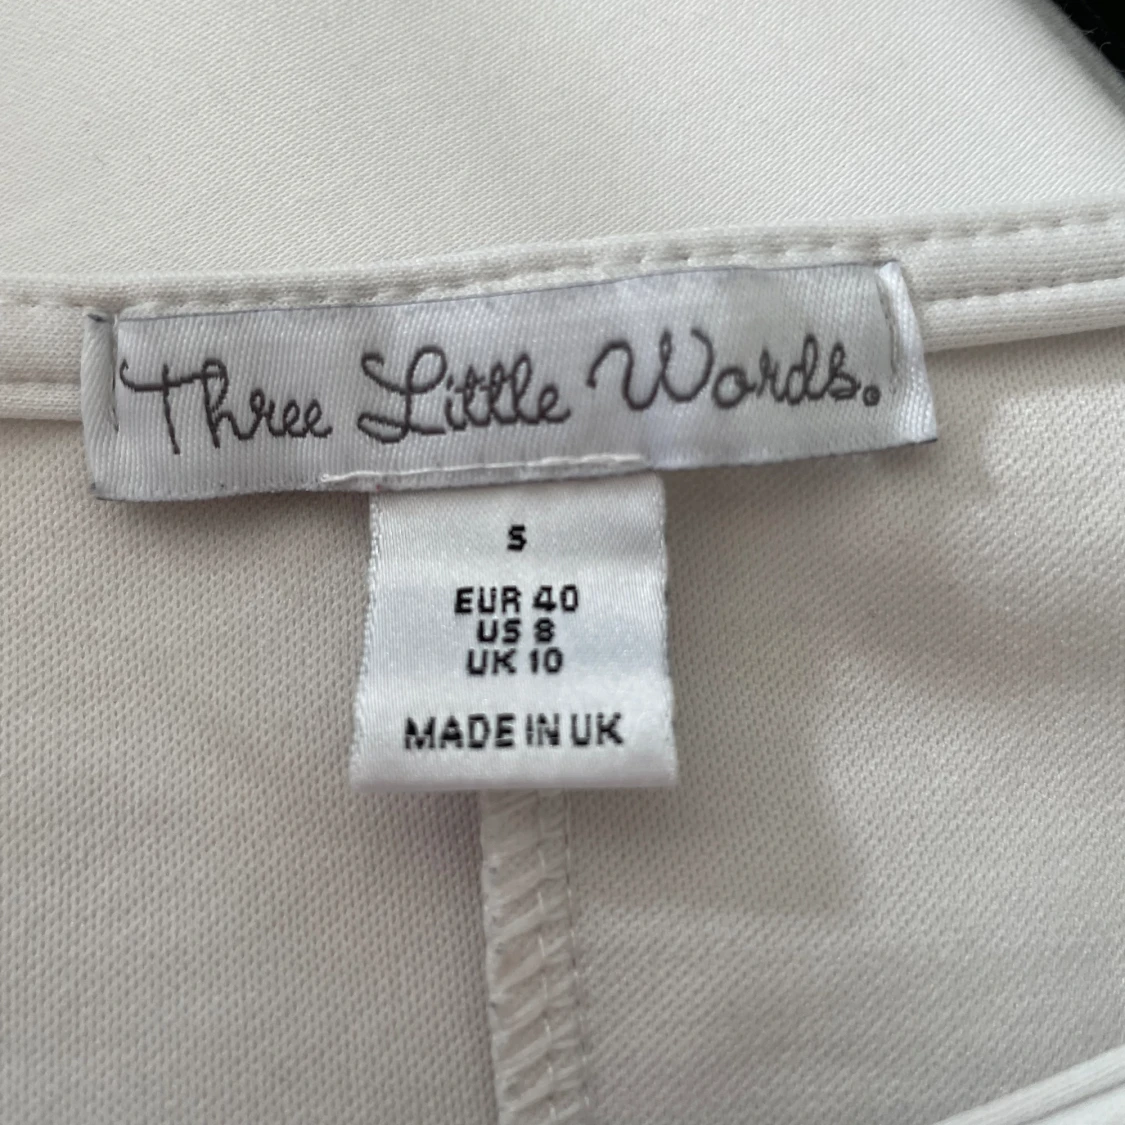 Three Little Words.
S
EUR 40
US 8
UK 10
MADE IN UK